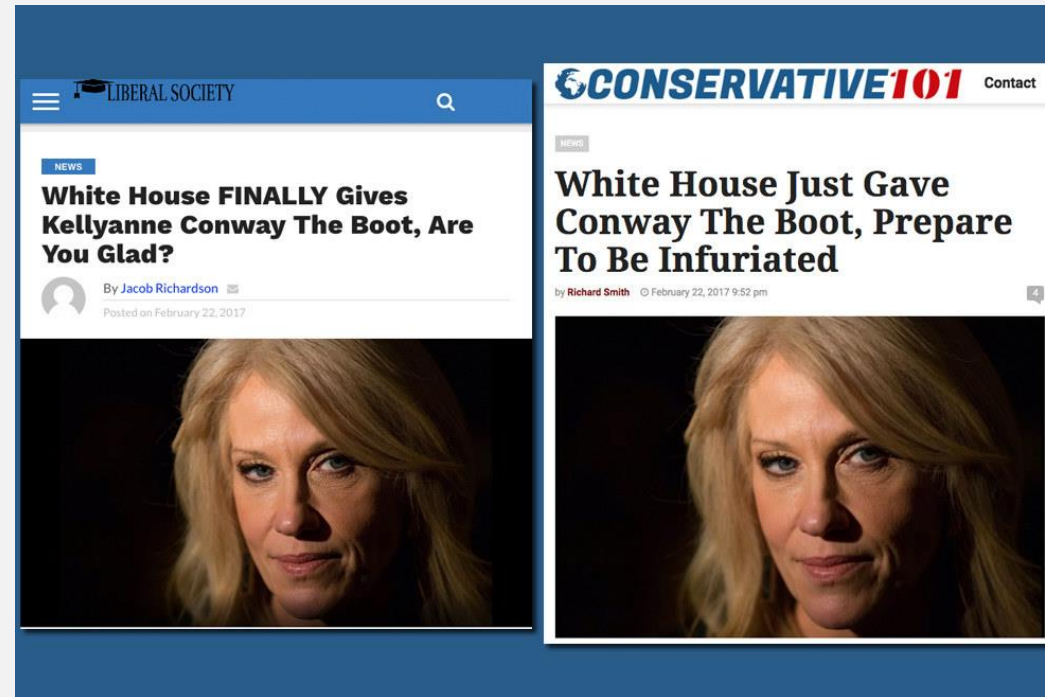 LIBERAL SOCIETY
NEWS
White House FINALLY Gives
Kellyanne Conway The Boot, Are
You Glad?
By Jacob Richardson
Posted on February 22, 2017
CONSERVATIVE101 Contact
NEWS
White House Just Gave
Conway The Boot, Prepare
To Be Infuriated
by Richard Smith February 22, 2017 9:52 pm
4